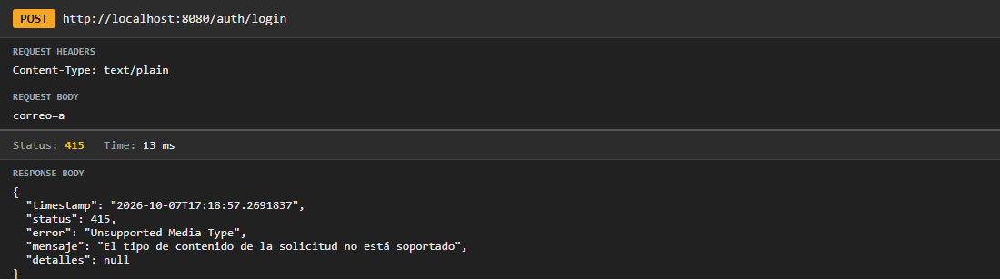 POST http://localhost:8080/auth/login
REQUEST HEADERS
Content-Type: text/plain
REQUEST BODY
correo=a
Status: 415 Time: 13 ms
RESPONSE BODY
{
  "timestamp": "2026-10-07T17:18:57.2691837",
  "status": 415,
  "error": "Unsupported Media Type",
  "mensaje": "El tipo de contenido de la solicitud no está soportado",
  "detalles": null
}